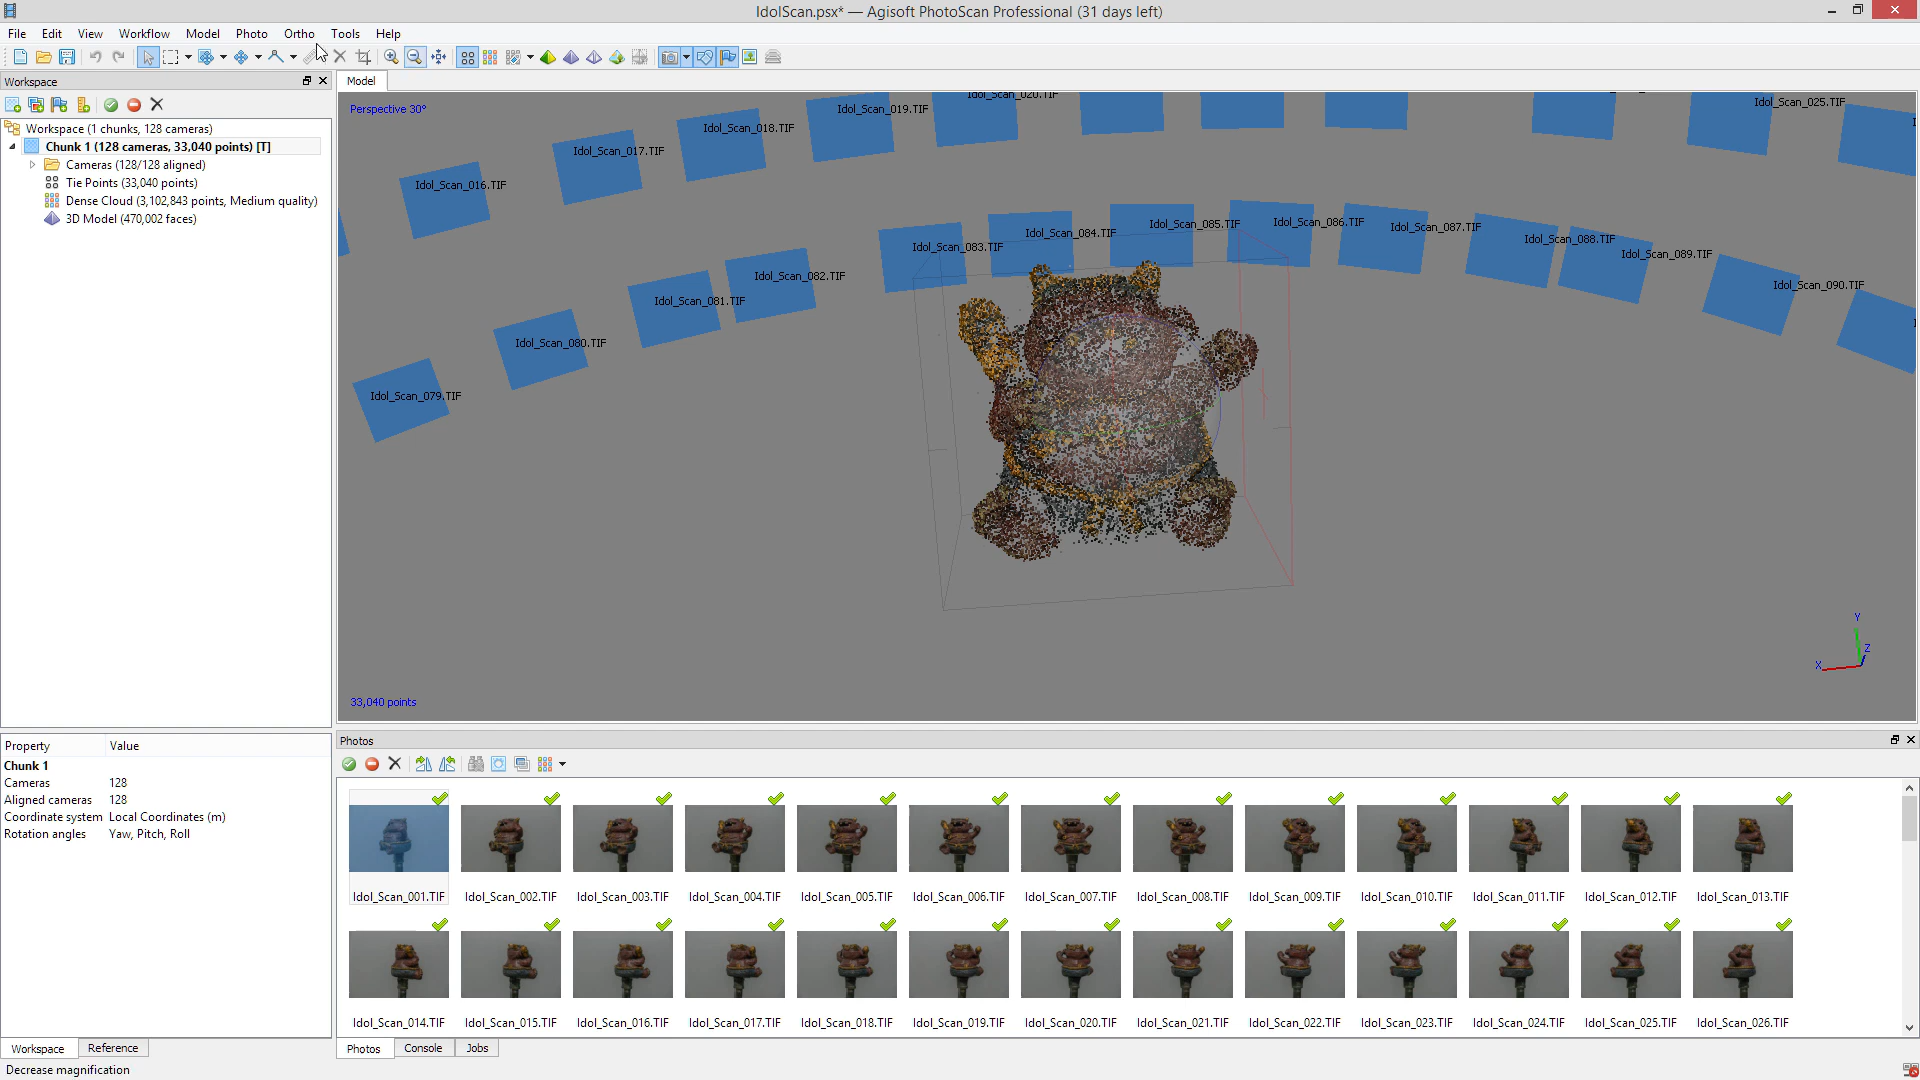 IdolScan.psx* — Agisoft PhotoScan Professional (31 days left)
File Edit View Workflow Model Photo Ortho Tools Help
Workspace
Model
Workspace (1 chunks, 128 cameras)
Chunk 1 (128 cameras, 33,040 points) [T]
Cameras (128/128 aligned)
Tie Points (33,040 points)
Dense Cloud (3,102,843 points, Medium quality)
3D Model (470,002 faces)
Perspective 30°
Idol_Scan_016.TIF
Idol_Scan_017.TIF
Idol_Scan_018.TIF
Idol_Scan_019.TIF
Idol_Scan_020.TIF
Idol_Scan_025.TIF
Idol_Scan_079.TIF
Idol_Scan_080.TIF
Idol_Scan_081.TIF
Idol_Scan_082.TIF
Idol_Scan_083.TIF
Idol_Scan_084.TIF
Idol_Scan_085.TIF
Idol_Scan_086.TIF
Idol_Scan_087.TIF
Idol_Scan_088.TIF
Idol_Scan_089.TIF
Idol_Scan_090.TIF
Y
Z
X
33,040 points
Property Value
Chunk 1
Cameras 128
Aligned cameras 128
Coordinate system Local Coordinates (m)
Rotation angles Yaw, Pitch, Roll
Workspace Reference
Photos
Idol_Scan_001.TIF Idol_Scan_002.TIF Idol_Scan_003.TIF Idol_Scan_004.TIF Idol_Scan_005.TIF Idol_Scan_006.TIF Idol_Scan_007.TIF Idol_Scan_008.TIF Idol_Scan_009.TIF Idol_Scan_010.TIF Idol_Scan_011.TIF Idol_Scan_012.TIF Idol_Scan_013.TIF
Idol_Scan_014.TIF Idol_Scan_015.TIF Idol_Scan_016.TIF Idol_Scan_017.TIF Idol_Scan_018.TIF Idol_Scan_019.TIF Idol_Scan_020.TIF Idol_Scan_021.TIF Idol_Scan_022.TIF Idol_Scan_023.TIF Idol_Scan_024.TIF Idol_Scan_025.TIF Idol_Scan_026.TIF
Photos Console Jobs
Decrease magnification